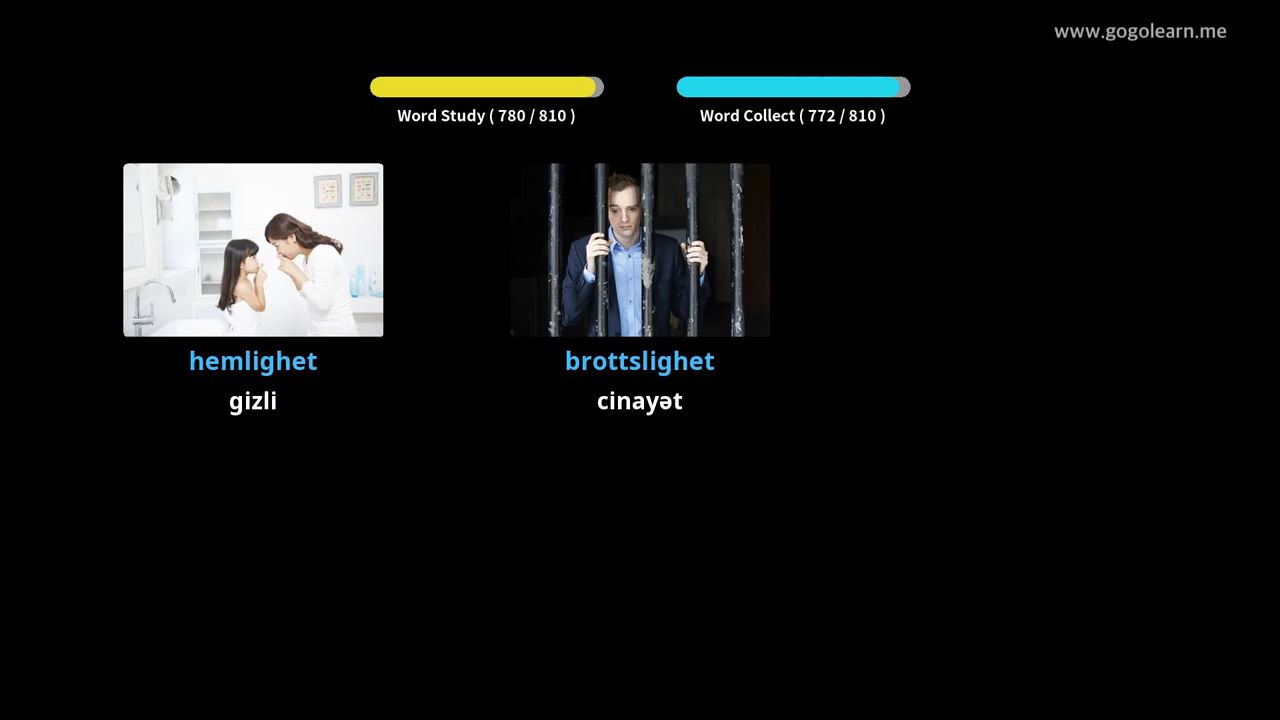 www.gogolearn.me
Word Study ( 780 / 810 )
Word Collect ( 772 / 810 )
hemlighet
gizli
brottslighet
cinayət